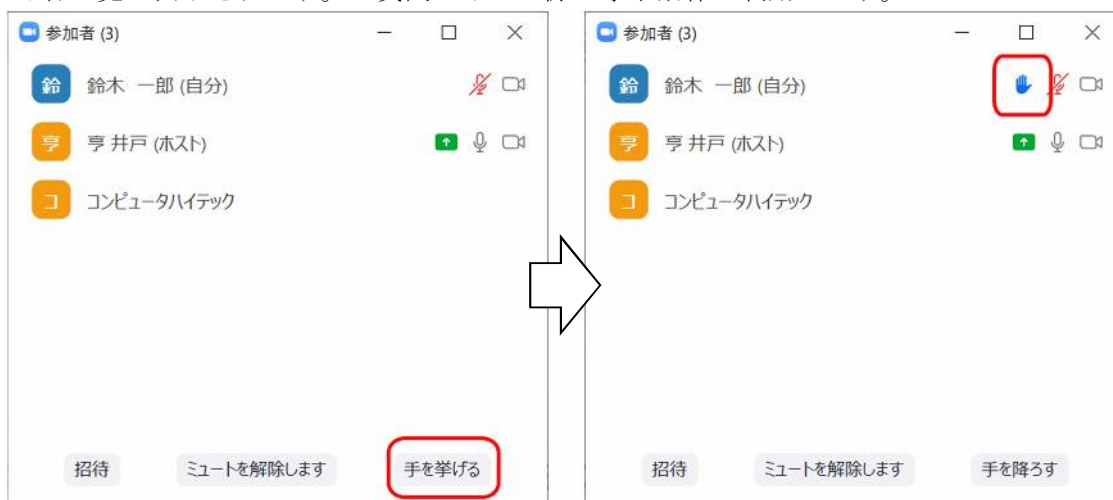 参加者 (3)
鈴 鈴木 一郎 (自分)
亨 亨 井戸 (ホスト)
コ コンピュータハイテック
招待 ミュートを解除します 手を挙げる
参加者 (3)
鈴 鈴木 一郎 (自分)
亨 亨 井戸 (ホスト)
コ コンピュータハイテック
招待 ミュートを解除します 手を降ろす